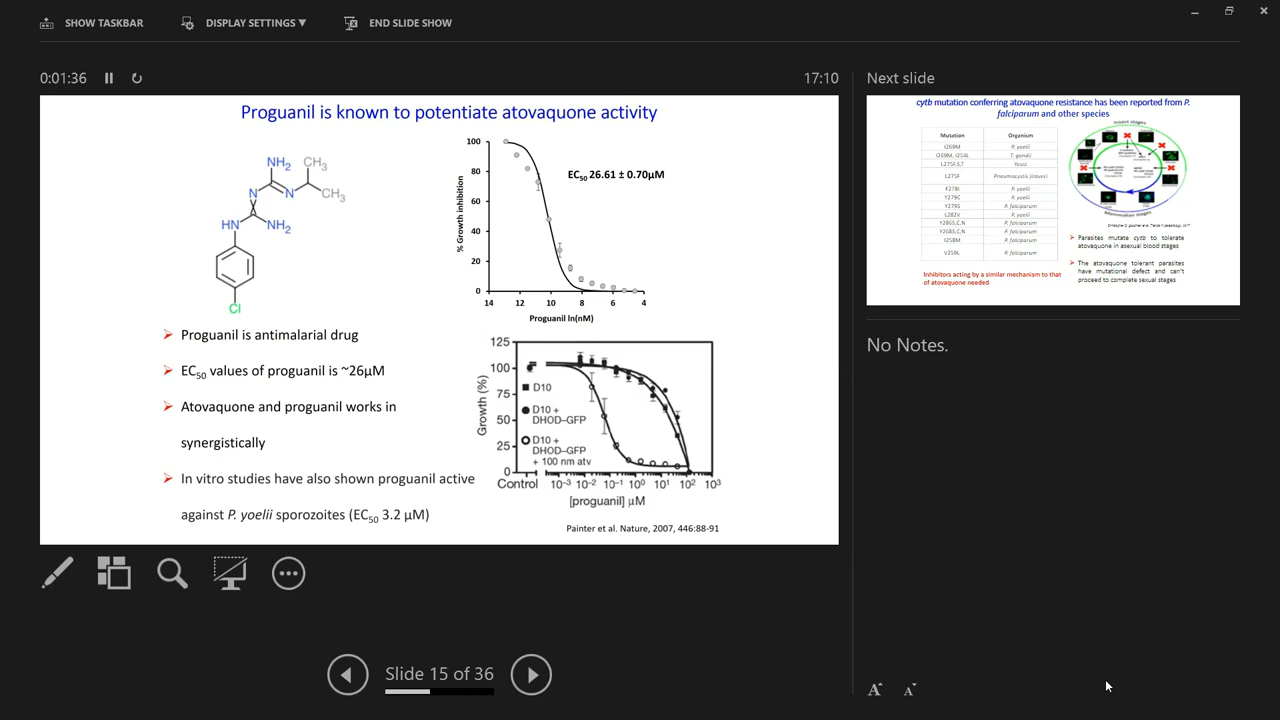 SHOW TASKBAR
DISPLAY SETTINGS ▼
END SLIDE SHOW
0:01:36
17:10
Next slide
Proguanil is known to potentiate atovaquone activity
NH2
CH3
N
N
CH3
HN
NH2
Cl
% Growth inhibition
100
80
60
40
20
0
EC50 26.61 ± 0.70µM
14 12 10 8 6 4
Proguanil ln(nM)
➢ Proguanil is antimalarial drug
➢ EC50 values of proguanil is ~26µM
➢ Atovaquone and proguanil works in
synergistically
➢ In vitro studies have also shown proguanil active
against P. yoelii sporozoites (EC50 3.2 µM)
Growth (%)
125
100
75
50
25
0
D10
D10 +
DHOD–GFP
D10 +
DHOD–GFP
+ 100 nm atv
Control 10⁻³ 10⁻² 10⁻¹ 10⁰ 10¹ 10² 10³
[proguanil] µM
Painter et al. Nature, 2007, 446:88-91
cytb mutation conferring atovaquone resistance has been reported from P.
falciparum and other species
Mutation Organism
I269M P. yoelii
I269M, I254L T. gondii
L275F,S,T Yeast
L275F Pneumocystis jiroveci
F278I P. yoelii
Y279C P. yoelii
Y279S P. falciparum
L282V P. yoelii
Y286S,C,N P. falciparum
Y268S,C,N P. falciparum
I258M P. falciparum
V259L P. falciparum
Inhibitors acting by a similar mechanism to that
of atovaquone needed
Insect stages
Mammalian stages
➢ Parasites mutate cytb to tolerate
atovaquone in asexual blood stages
➢ The atovaquone tolerant parasites
have mutational defect and can't
proceed to complete sexual stages
No Notes.
Slide 15 of 36
A A